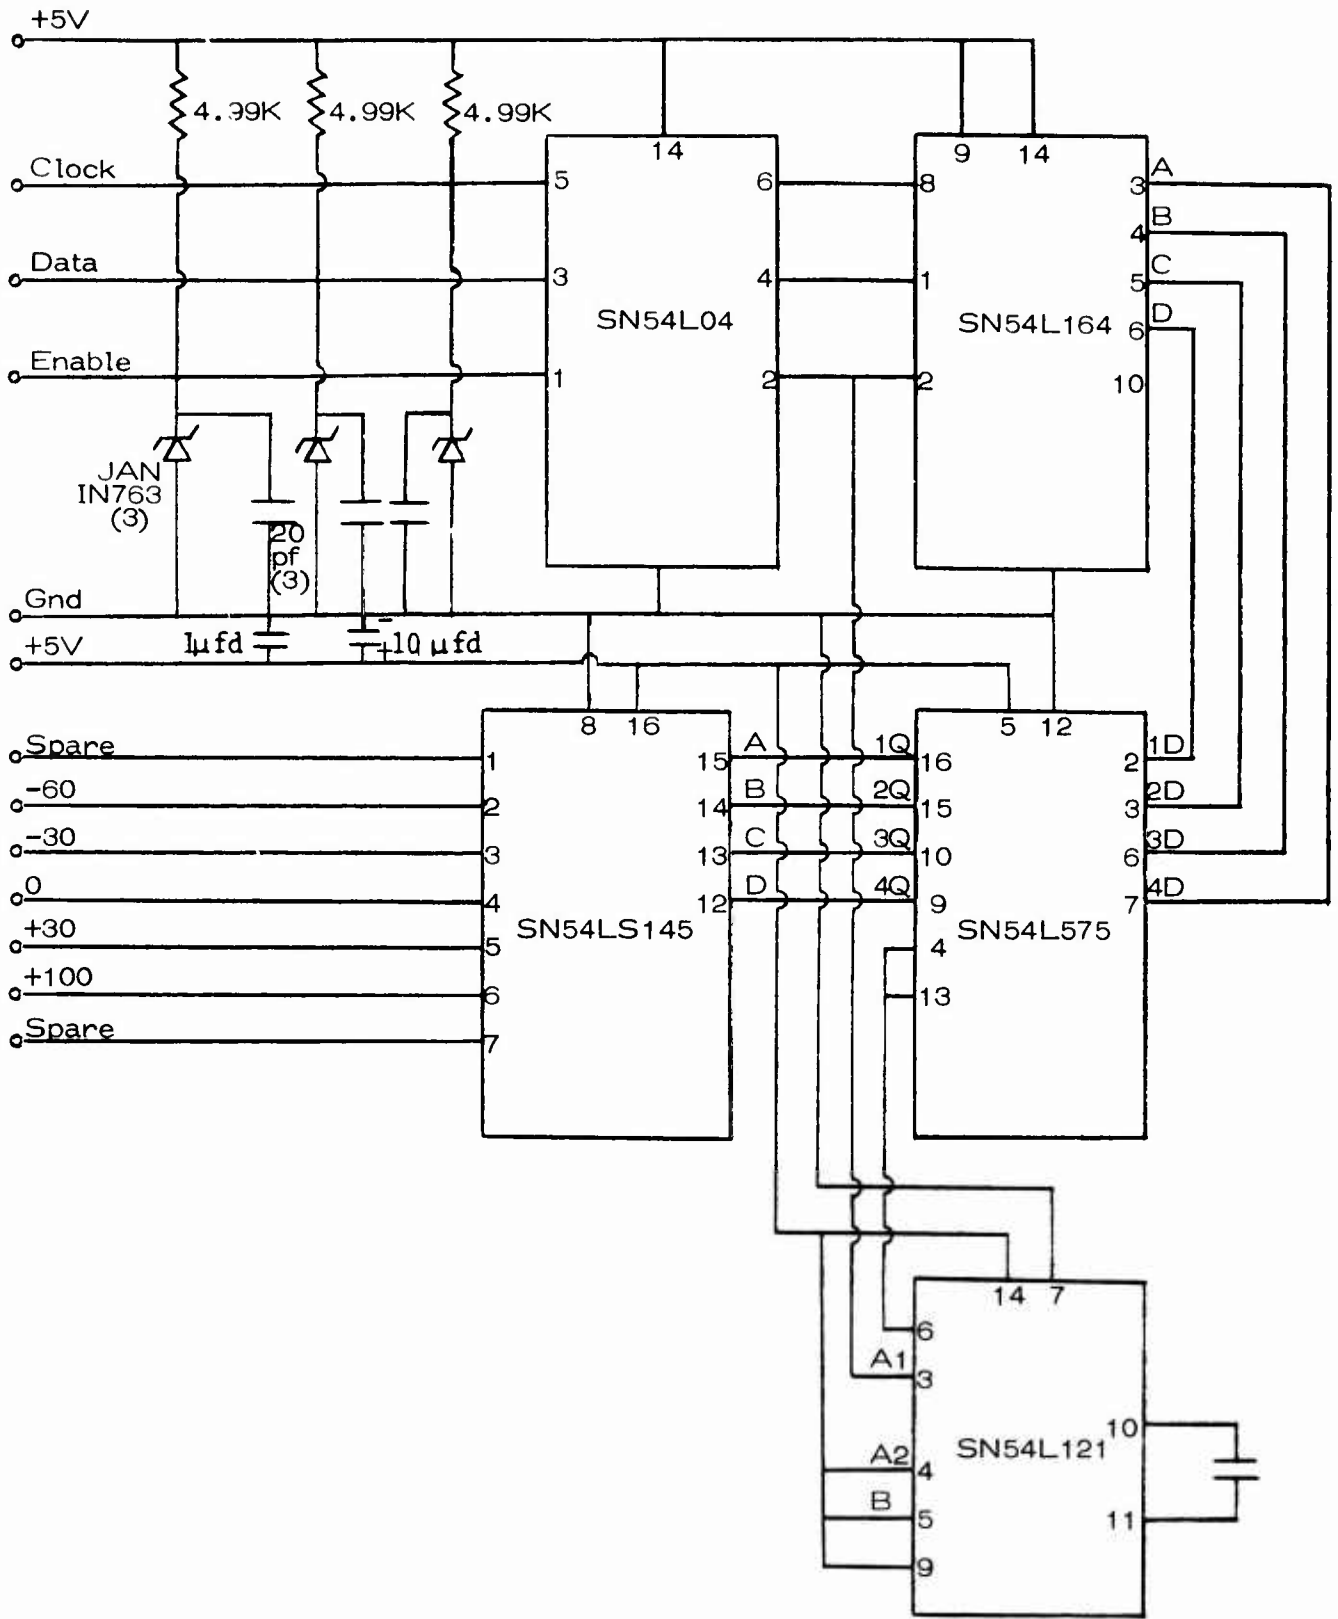 +5V
4.99K 4.99K 4.99K
14 9 14
Clock 5 6 8 3 A
4 B
Data 3 4 1 5 C
SN54L04 SN54L164 6 D
Enable 1 2 2 10
JAN
IN763
(3)
20
pf
(3)
Gnd
1µfd - +10 µfd
+5V
8 16 5 12
Spare 1 15 A 1Q 16 2 1D
-60 2 14 B 2Q 15 3 2D
-30 3 13 C 3Q 10 6 3D
0 4 12 D 4Q 9 7 4D
SN54LS145 SN54L575
+30 5 4
+100 6 13
Spare 7
14 7
6
A1 3
10
SN54L121
A2 4
B 5 11
9